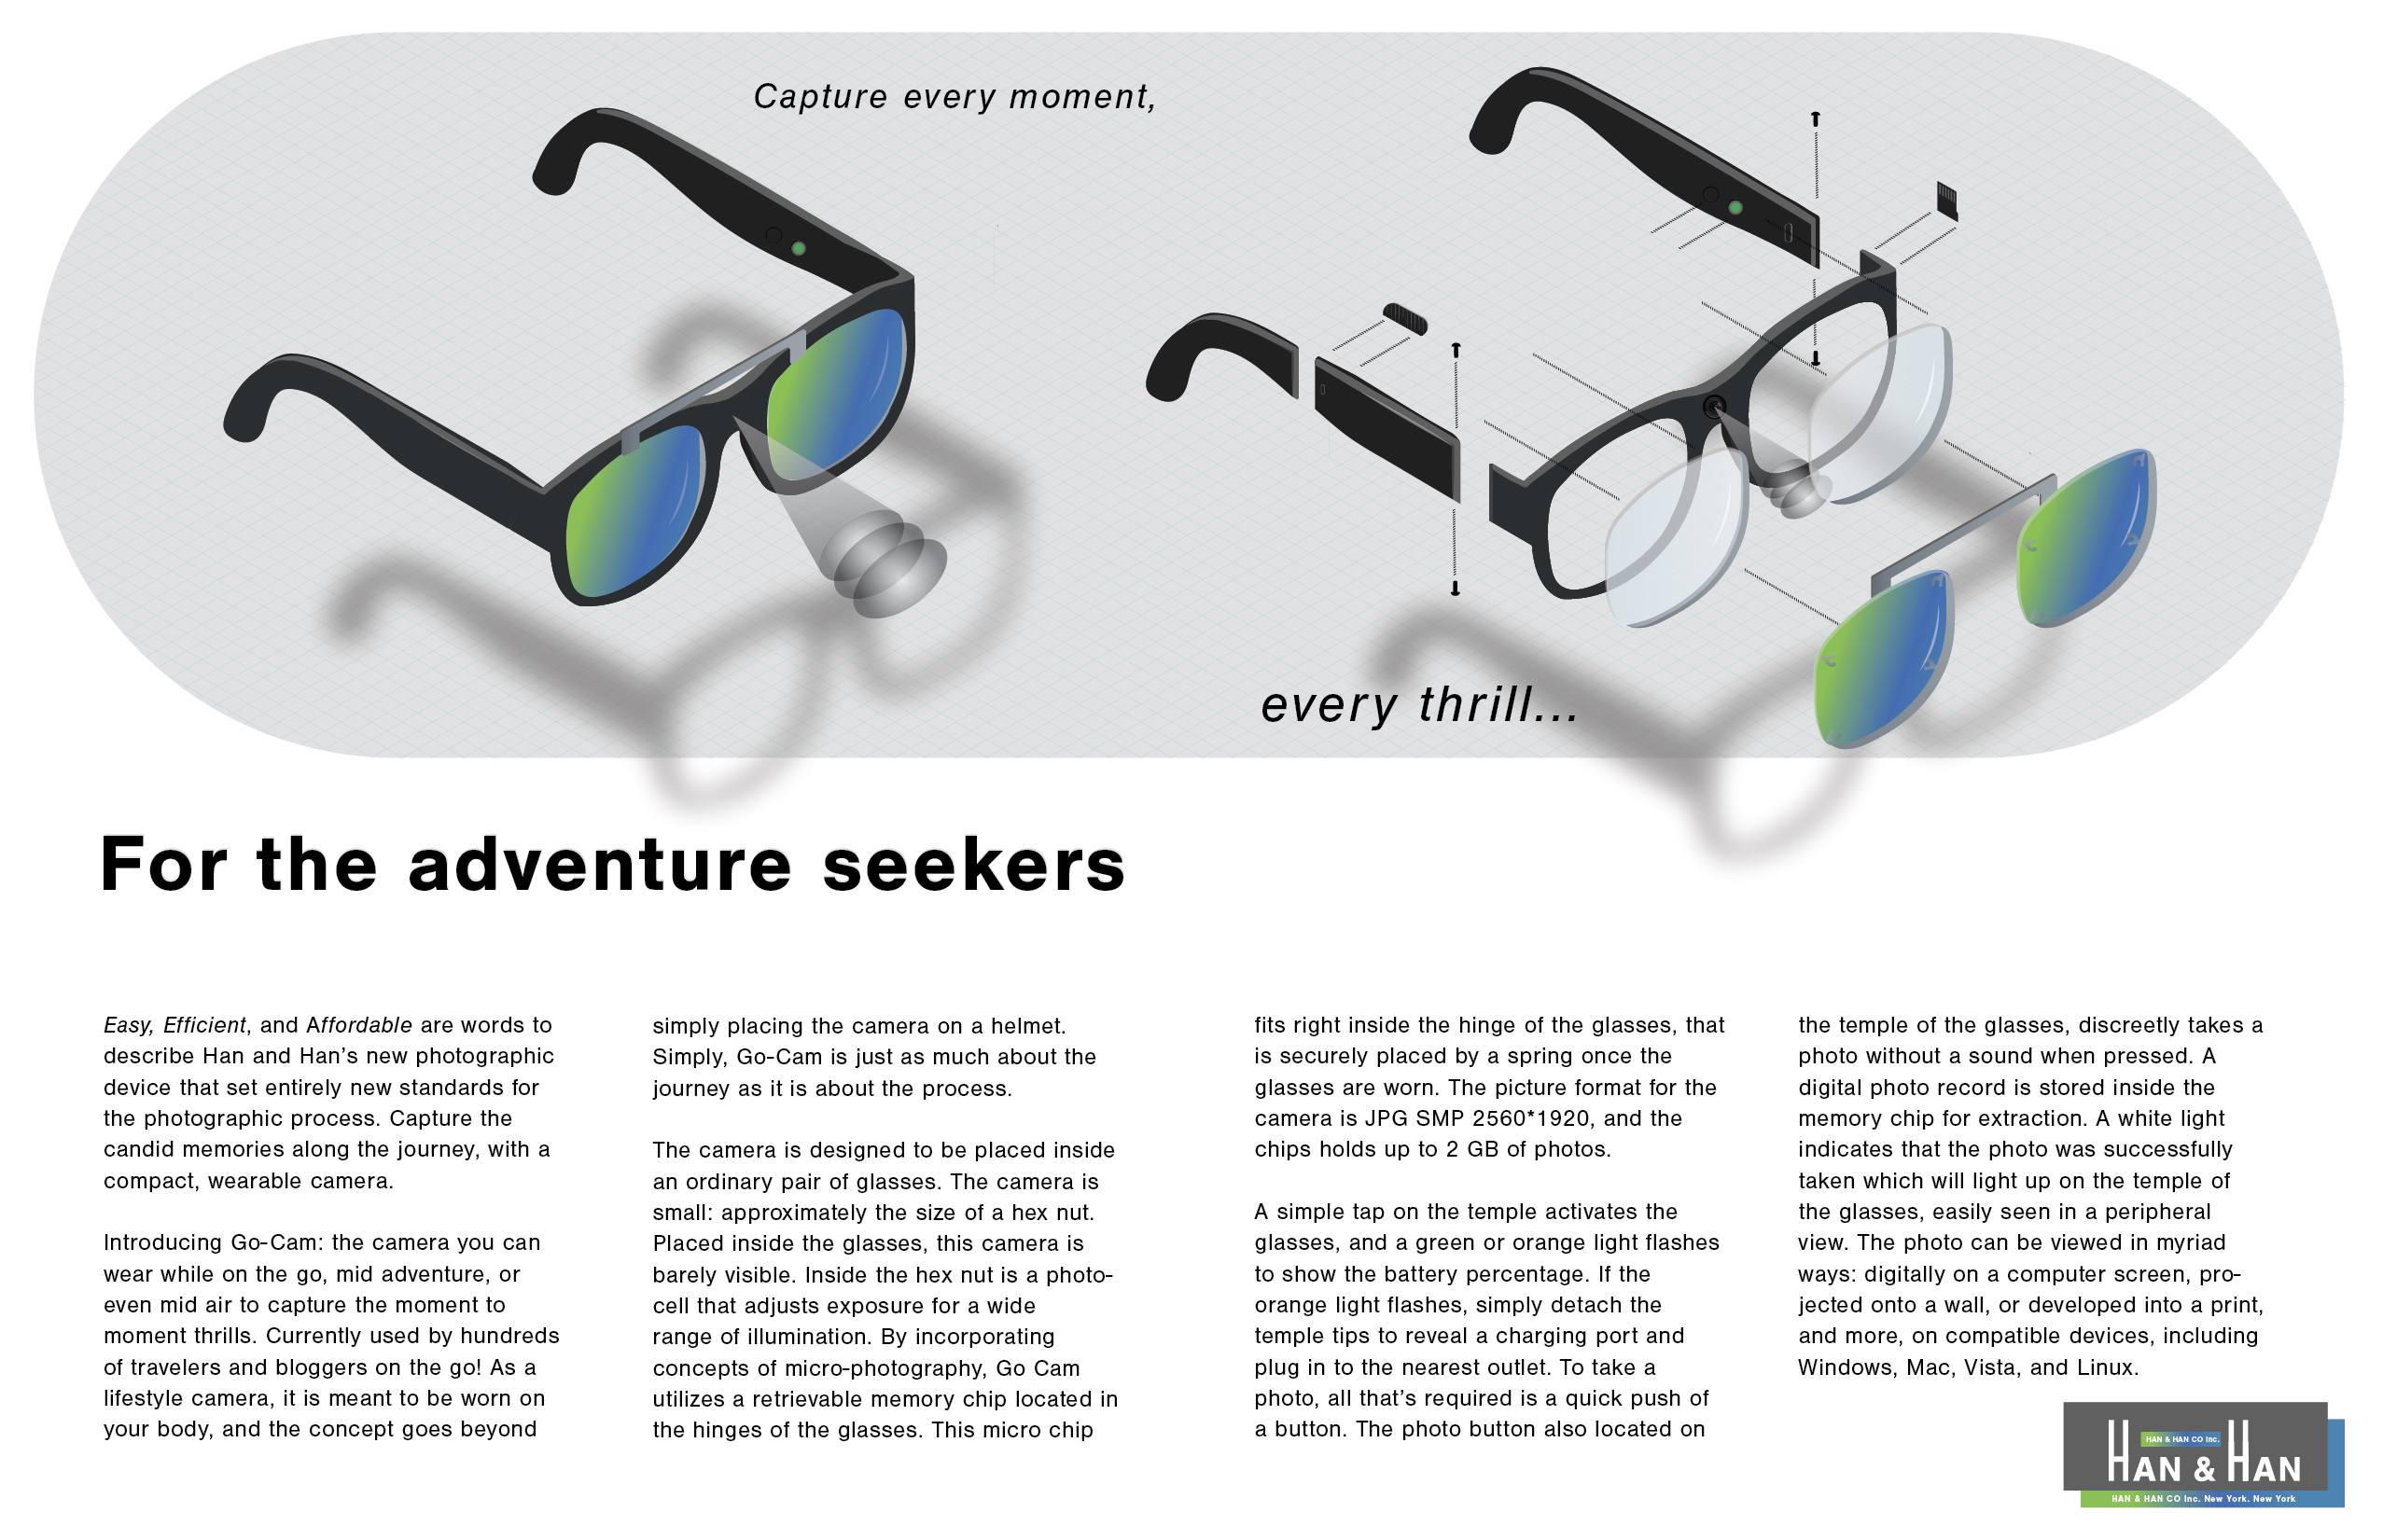 Capture every moment,
every thrill...
For the adventure seekers
Easy, Efficient, and Affordable are words to
describe Han and Han's new photographic
device that set entirely new standards for
the photographic process. Capture the
candid memories along the journey, with a
compact, wearable camera.
Introducing Go-Cam: the camera you can
wear while on the go, mid adventure, or
even mid air to capture the moment to
moment thrills. Currently used by hundreds
of travelers and bloggers on the go! As a
lifestyle camera, it is meant to be worn on
your body, and the concept goes beyond
simply placing the camera on a helmet.
Simply, Go-Cam is just as much about the
journey as it is about the process.
The camera is designed to be placed inside
an ordinary pair of glasses. The camera is
small: approximately the size of a hex nut.
Placed inside the glasses, this camera is
barely visible. Inside the hex nut is a photo-
cell that adjusts exposure for a wide
range of illumination. By incorporating
concepts of micro-photography, Go Cam
utilizes a retrievable memory chip located in
the hinges of the glasses. This micro chip
fits right inside the hinge of the glasses, that
is securely placed by a spring once the
glasses are worn. The picture format for the
camera is JPG SMP 2560*1920, and the
chips holds up to 2 GB of photos.
A simple tap on the temple activates the
glasses, and a green or orange light flashes
to show the battery percentage. If the
orange light flashes, simply detach the
temple tips to reveal a charging port and
plug in to the nearest outlet. To take a
photo, all that's required is a quick push of
a button. The photo button also located on
the temple of the glasses, discreetly takes a
photo without a sound when pressed. A
digital photo record is stored inside the
memory chip for extraction. A white light
indicates that the photo was successfully
taken which will light up on the temple of
the glasses, easily seen in a peripheral
view. The photo can be viewed in myriad
ways: digitally on a computer screen, pro-
jected onto a wall, or developed into a print,
and more, on compatible devices, including
Windows, Mac, Vista, and Linux.
HAN & HAN CO Inc.
HAN & HAN
HAN & HAN CO Inc. New York. New York